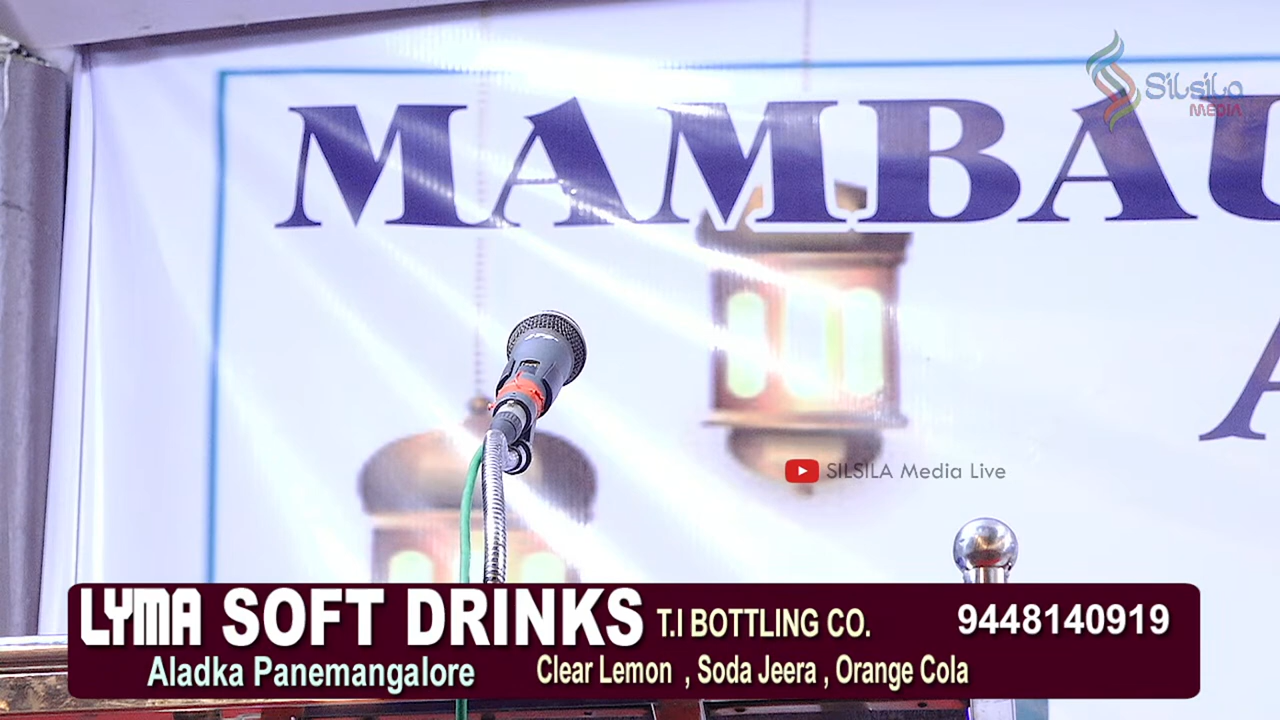 SilSila
MEDIA
MAMBAU
A
SILSILA Media Live
LYMA SOFT DRINKS T.I BOTTLING CO. 9448140919
Aladka Panemangalore Clear Lemon , Soda Jeera , Orange Cola